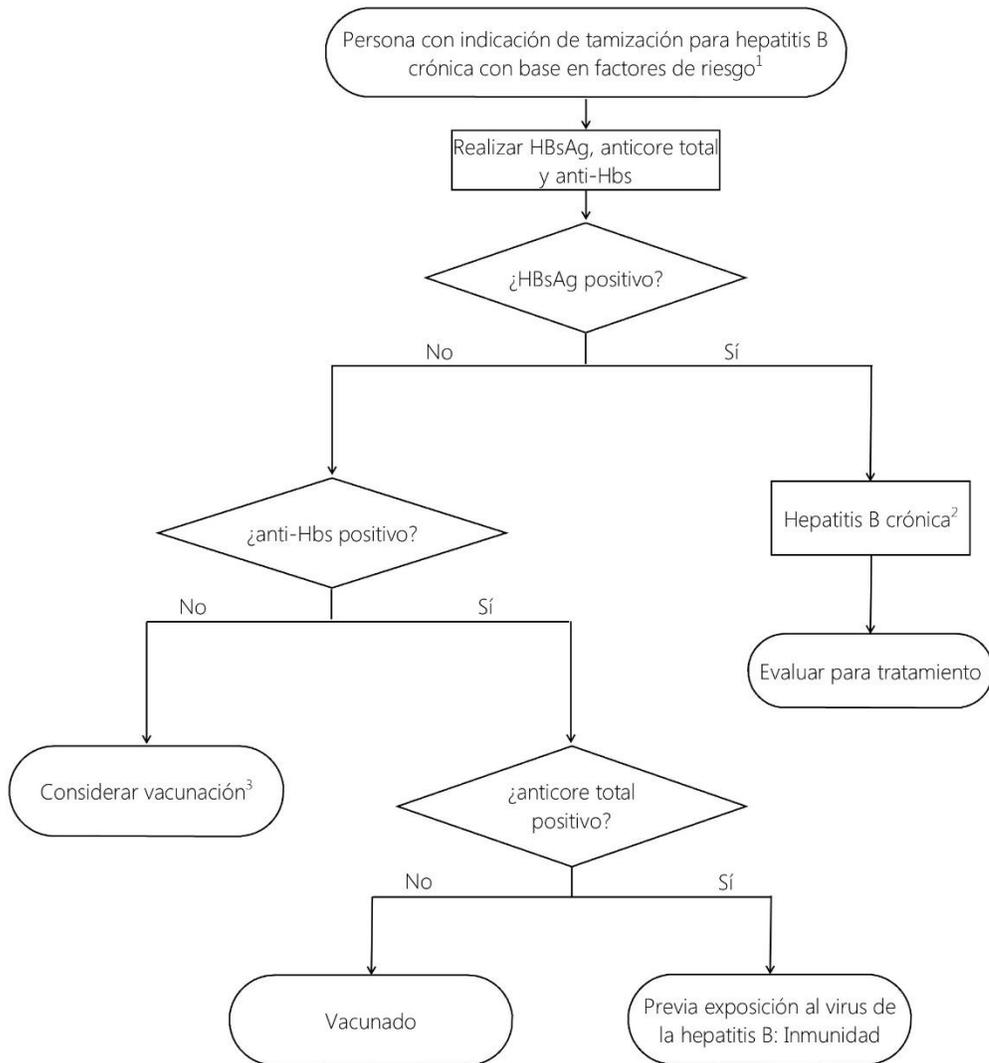 Persona con indicación de tamización para hepatitis B
crónica con base en factores de riesgo1
Realizar HBsAg, anticore total
y anti-Hbs
¿HBsAg positivo?
No
Sí
¿anti-Hbs positivo?
Hepatitis B crónica2
No
Sí
Evaluar para tratamiento
Considerar vacunación3
¿anticore total
positivo?
No
Sí
Vacunado
Previa exposición al virus de
la hepatitis B: Inmunidad